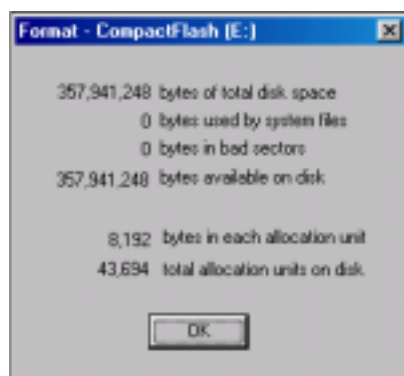 Format - CompactFlash (E:)
357,941,248 bytes of total disk space
0 bytes used by system files
0 bytes in bad sectors
357,941,248 bytes available on disk
8,192 bytes in each allocation unit
43,694 total allocation units on disk
OK